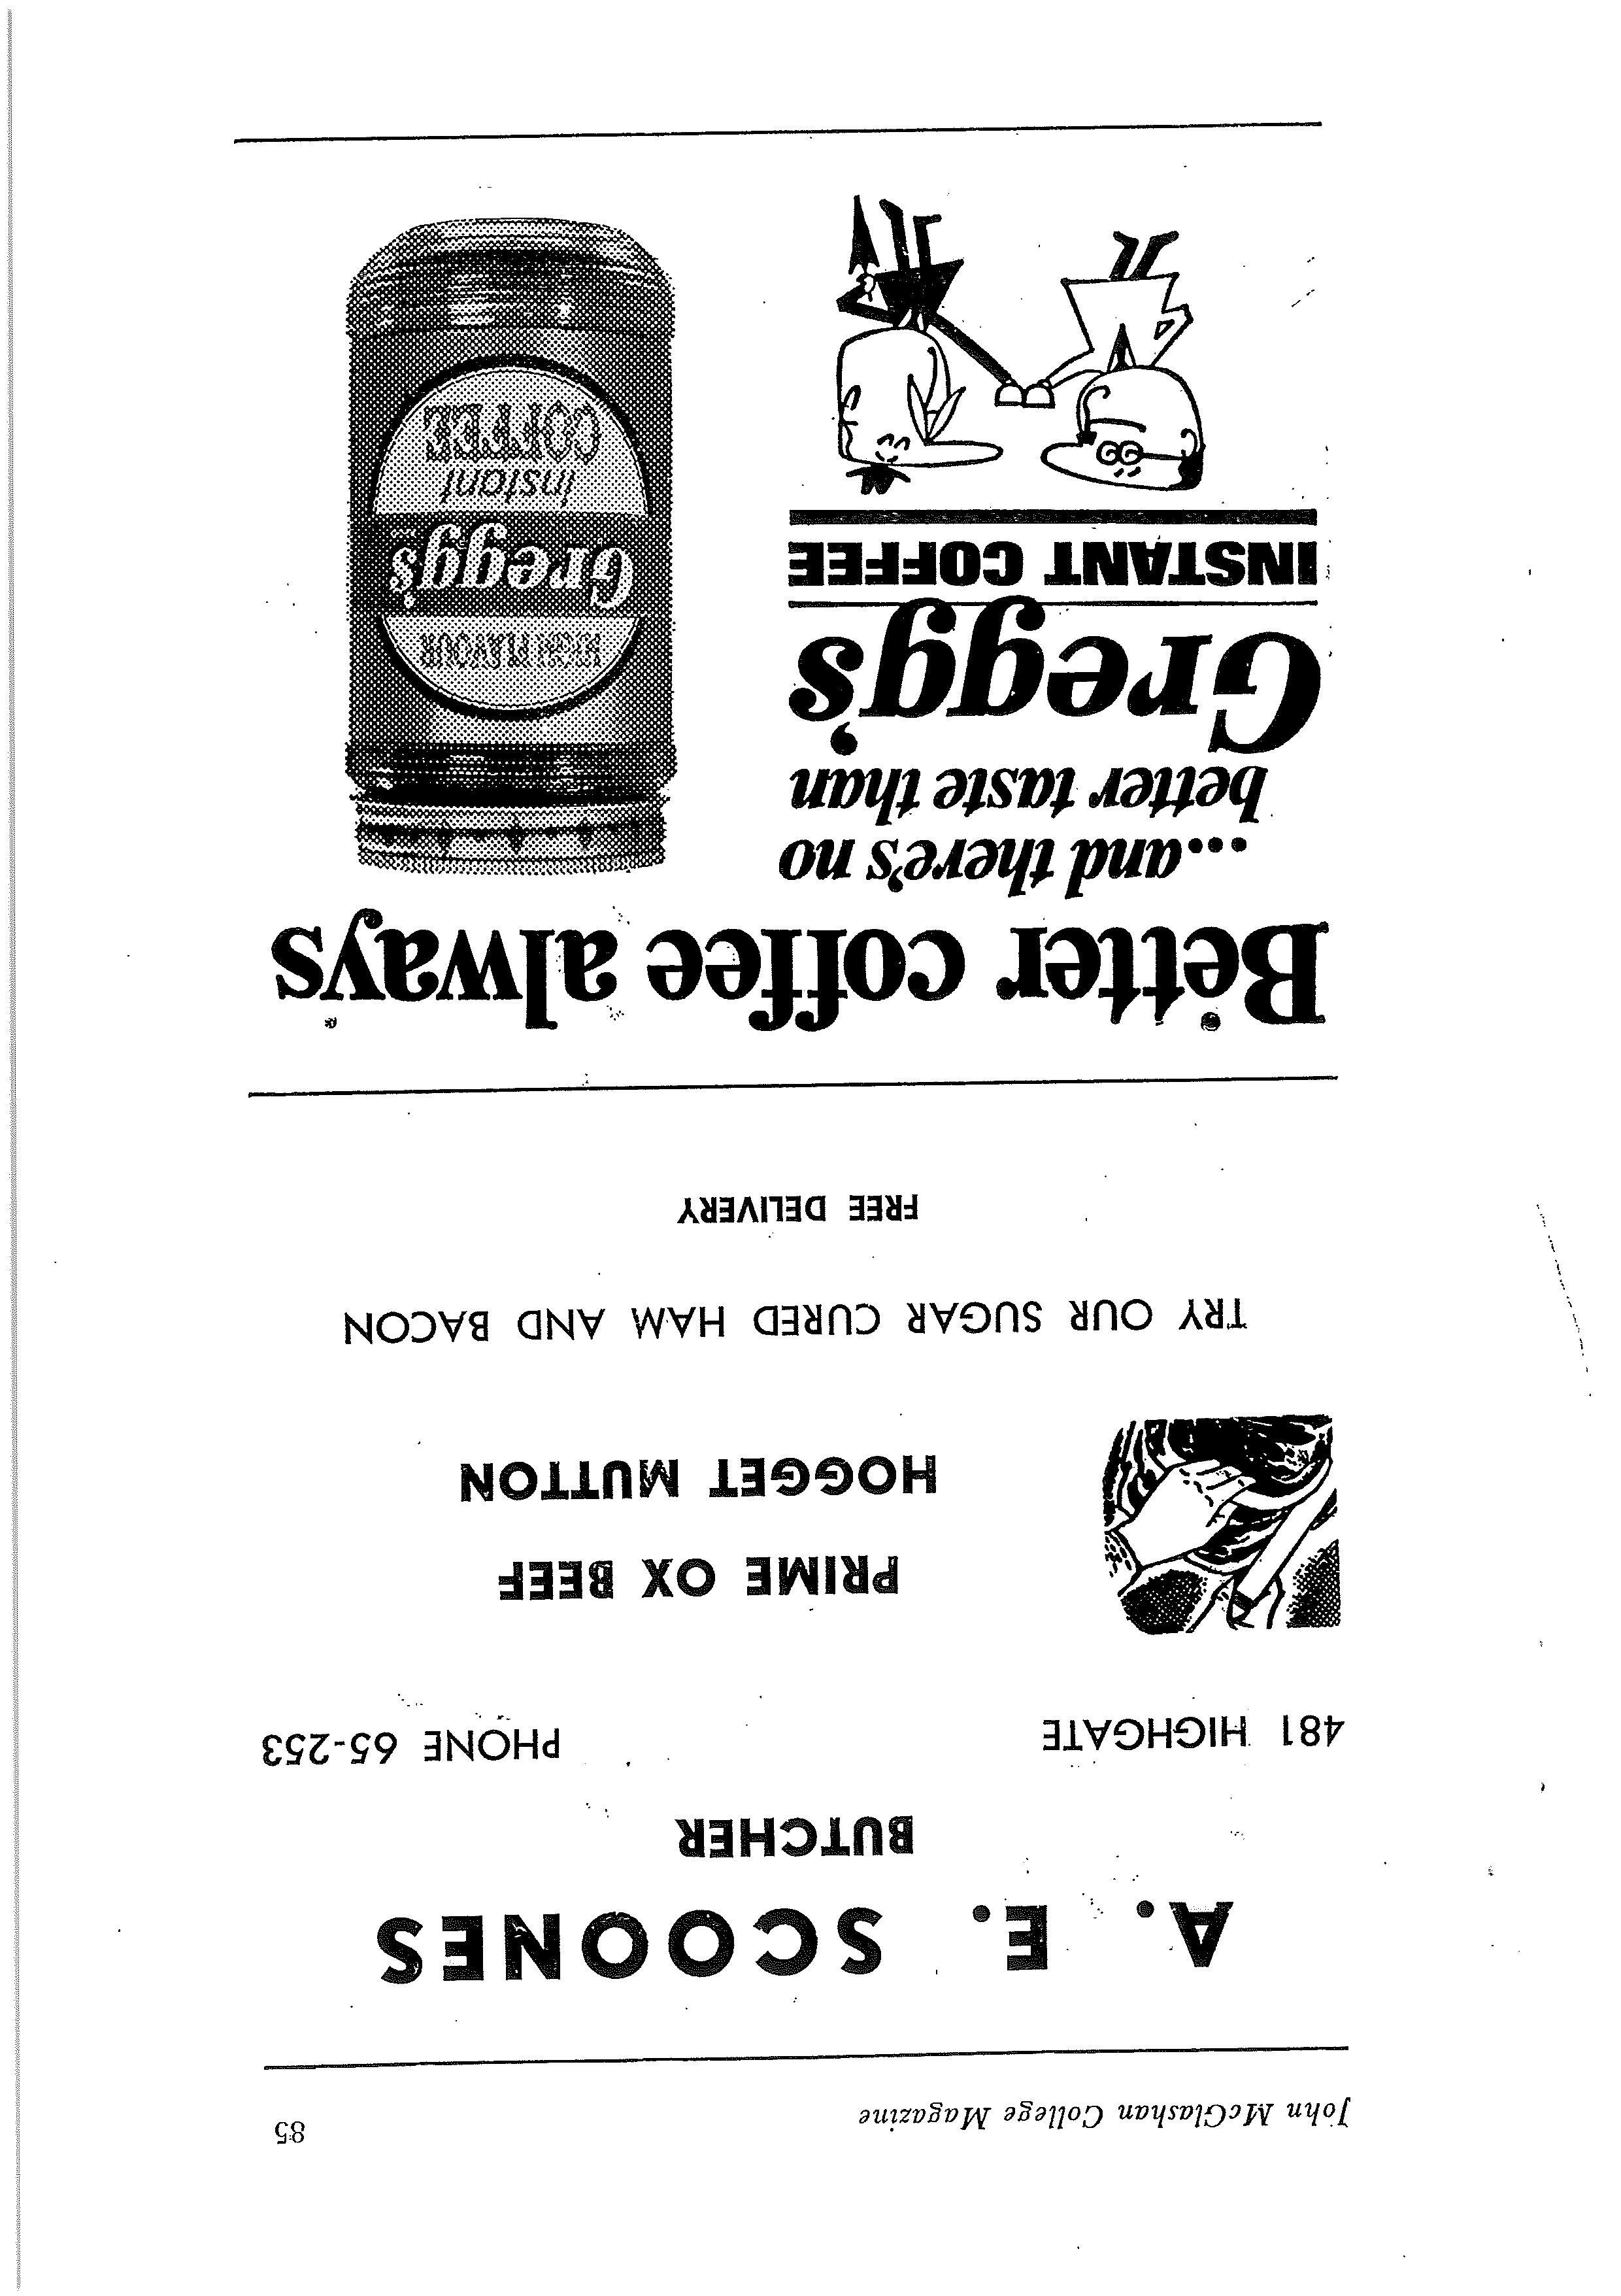 John McGlashan College Magazine 85
A. E. SCOONES
BUTCHER
481 HIGHGATE PHONE 65-253
PRIME OX BEEF
HOGGET MUTTON
TRY OUR SUGAR CURED HAM AND BACON
FREE DELIVERY
Better coffee always
...and there's no
better taste than
Gregg's
INSTANT COFFEE
Gregg's
instant
COFFEE